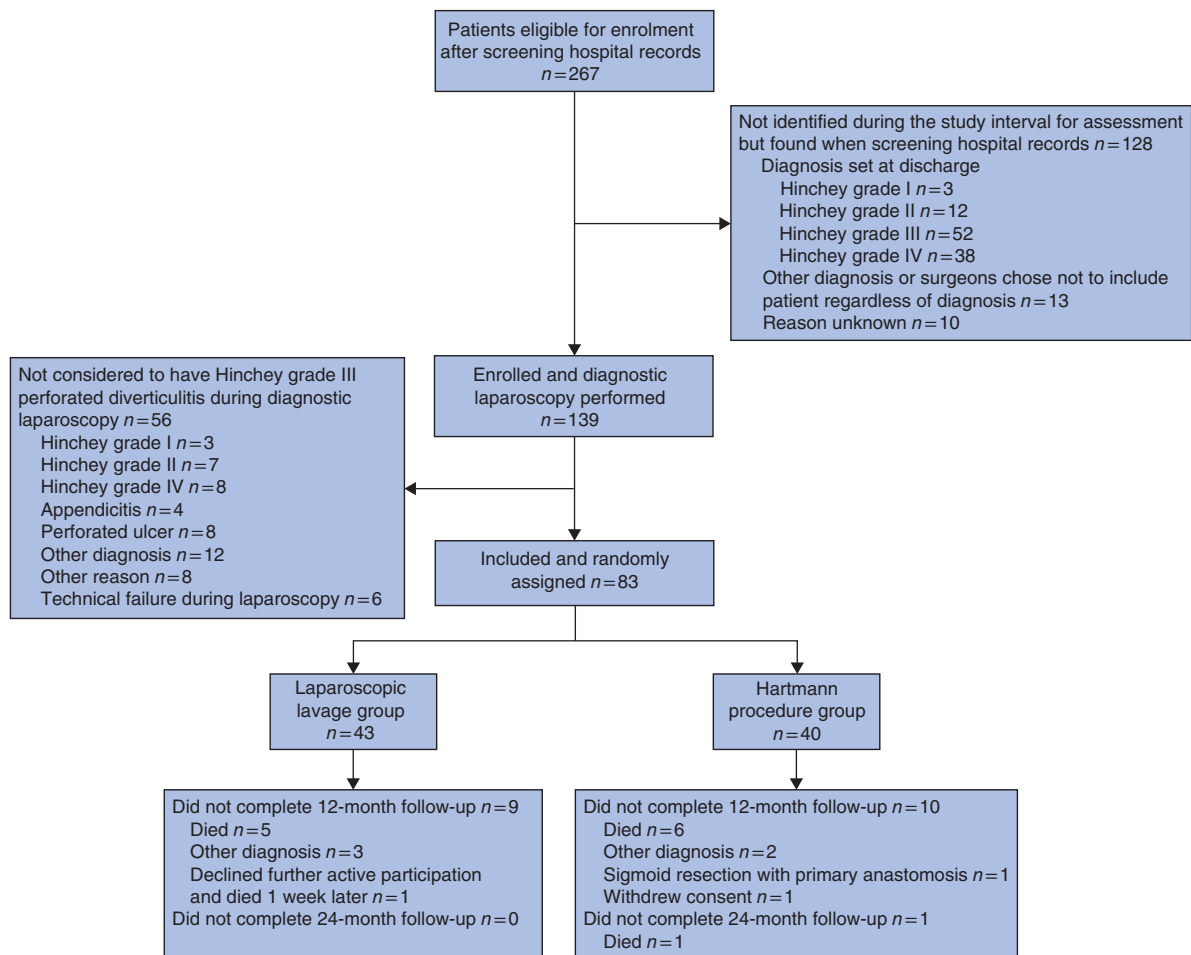 Patients eligible for enrolment
after screening hospital records
n=267
Not identified during the study interval for assessment
but found when screening hospital records n=128
Diagnosis set at discharge
Hinchey grade I n=3
Hinchey grade II n=12
Hinchey grade III n=52
Hinchey grade IV n=38
Other diagnosis or surgeons chose not to include
patient regardless of diagnosis n=13
Reason unknown n=10
Enrolled and diagnostic
laparoscopy performed
n=139
Not considered to have Hinchey grade III
perforated diverticulitis during diagnostic
laparoscopy n=56
Hinchey grade I n=3
Hinchey grade II n=7
Hinchey grade IV n=8
Appendicitis n=4
Perforated ulcer n=8
Other diagnosis n=12
Other reason n=8
Technical failure during laparoscopy n=6
Included and randomly
assigned n=83
Laparoscopic
lavage group
n=43
Hartmann
procedure group
n=40
Did not complete 12-month follow-up n=9
Died n=5
Other diagnosis n=3
Declined further active participation
and died 1 week later n=1
Did not complete 24-month follow-up n=0
Did not complete 12-month follow-up n=10
Died n=6
Other diagnosis n=2
Sigmoid resection with primary anastomosis n=1
Withdrew consent n=1
Did not complete 24-month follow-up n=1
Died n=1